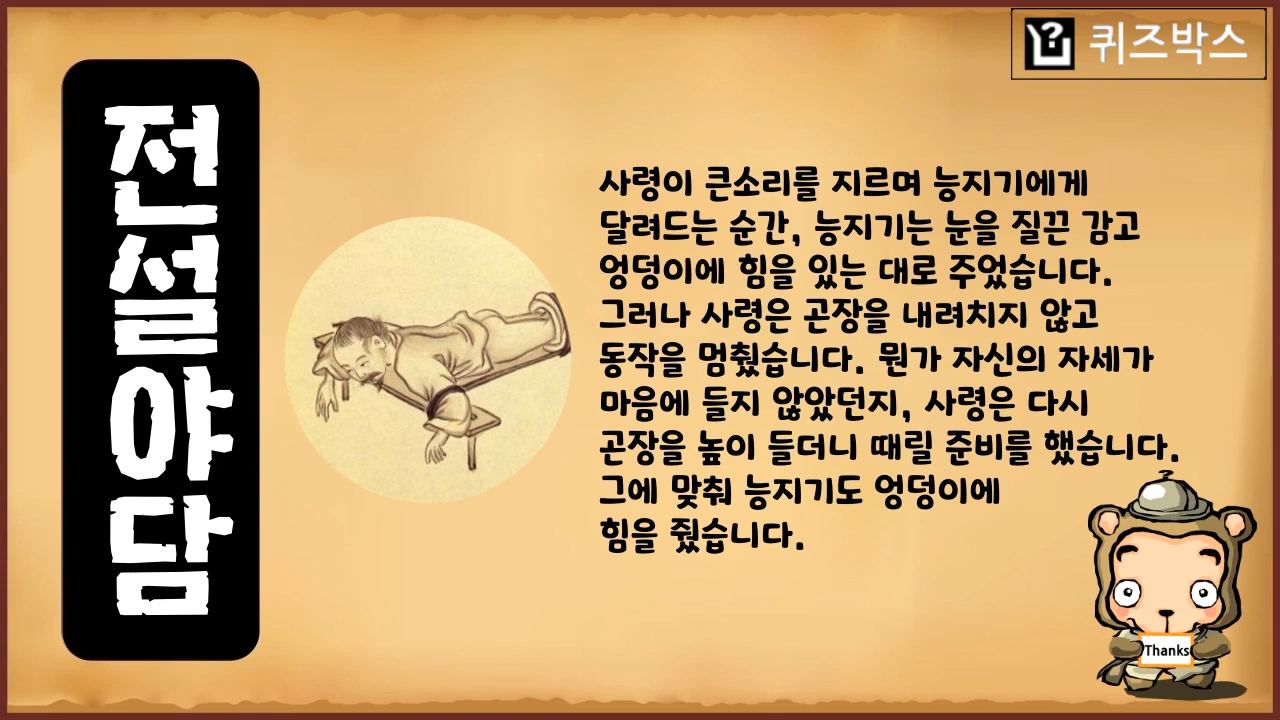 퀴즈박스
전설야담
사령이 큰소리를 지르며 능지기에게
달려드는 순간, 능지기는 눈을 질끈 감고
엉덩이에 힘을 있는 대로 주었습니다.
그러나 사령은 곤장을 내려치지 않고
동작을 멈췄습니다. 뭔가 자신의 자세가
마음에 들지 않았던지, 사령은 다시
곤장을 높이 들더니 때릴 준비를 했습니다.
그에 맞춰 능지기도 엉덩이에
힘을 줬습니다.
Thanks